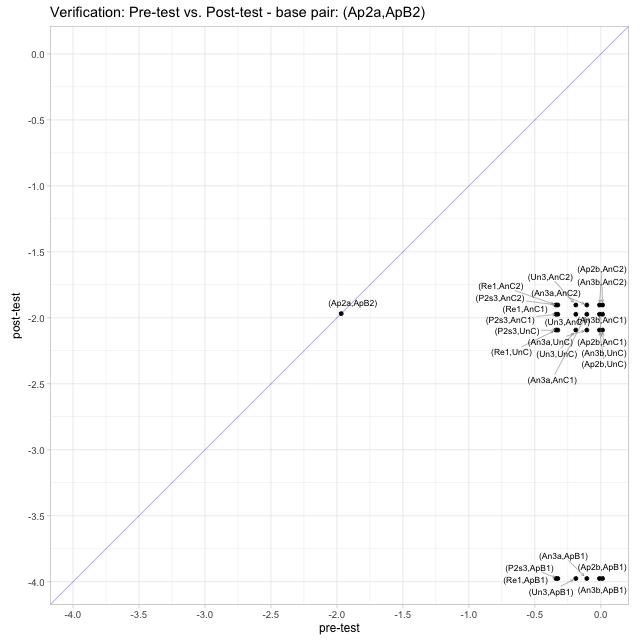 Verification: Pre-test vs. Post-test - base pair: (Ap2a,ApB2)
0.0
-0.5
-1.0
-1.5
-2.0
-2.5
-3.0
-3.5
-4.0
post-test
(Ap2a,ApB2)
(Ap2b,AnC2)
(Un3,AnC2)
(An3b,AnC2)
(Re1,AnC2)
(An3a,AnC2)
(P2s3,AnC2)
(Re1,AnC1)
(P2s3,AnC1)
(Un3,AnC1)
(An3b,AnC1)
(P2s3,UnC)
(An3a,UnC)
(Ap2b,AnC1)
(Re1,UnC)
(Un3,UnC)
(An3b,UnC)
(Ap2b,UnC)
(An3a,AnC1)
(An3a,ApB1)
(P2s3,ApB1)
(Ap2b,ApB1)
(Re1,ApB1)
(Un3,ApB1)
(An3b,ApB1)
-4.0 -3.5 -3.0 -2.5 -2.0 -1.5 -1.0 -0.5 0.0
pre-test